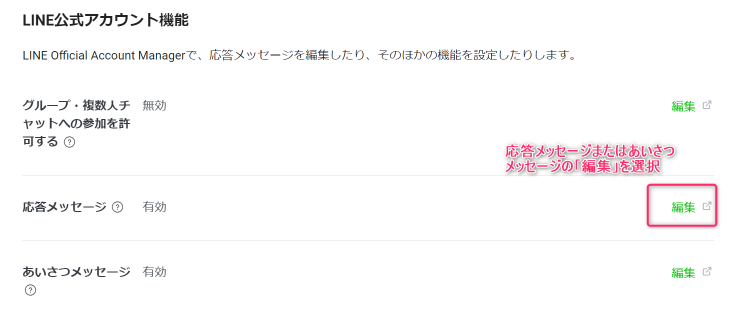 LINE公式アカウント機能
LINE Official Account Managerで、応答メッセージを編集したり、そのほかの機能を設定したりします。
グループ・複数人チ 無効 編集
ャットへの参加を許
可する ?
応答メッセージまたはあいさつ
メッセージの「編集」を選択
応答メッセージ ? 有効 編集
あいさつメッセージ 有効 編集
?